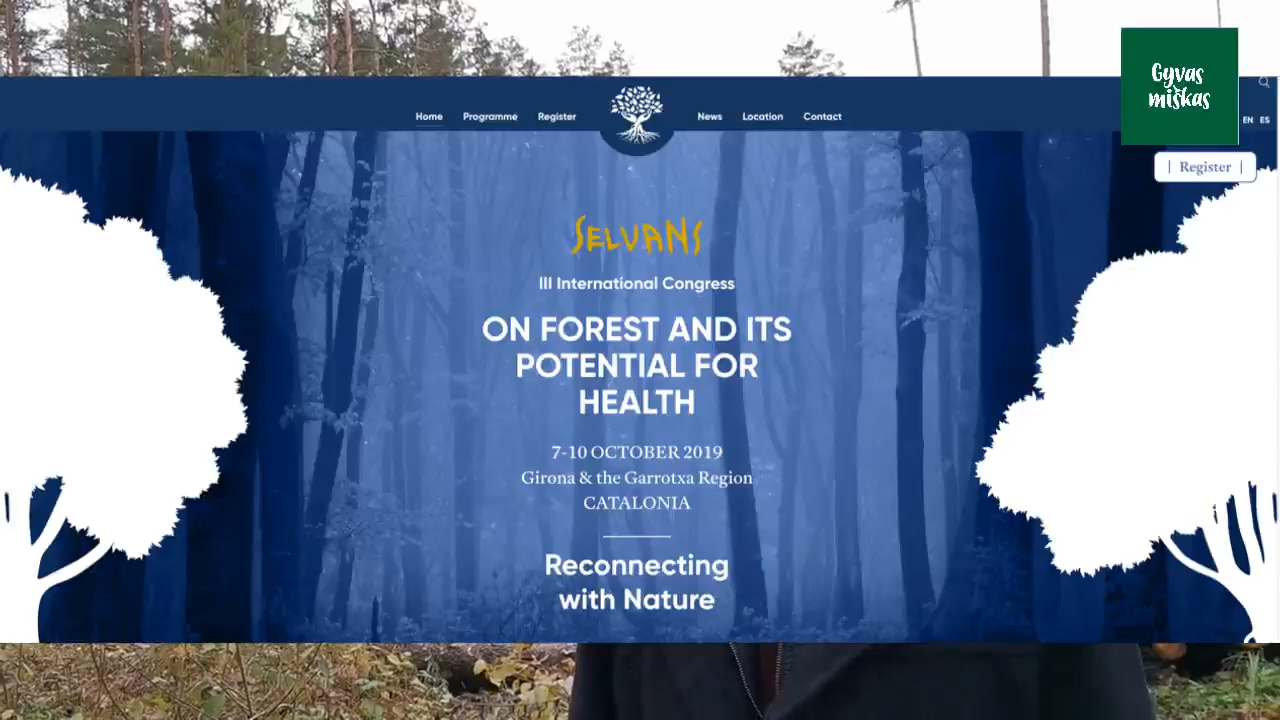 Gyvas
miškas
Home Programme Register News Location Contact
EN ES
| Register |
SELVANS
III International Congress
ON FOREST AND ITS
POTENTIAL FOR
HEALTH
7-10 OCTOBER 2019
Girona & the Garrotxa Region
CATALONIA
Reconnecting
with Nature